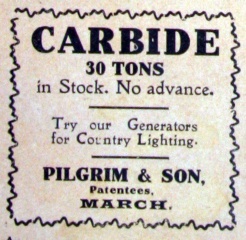 CARBIDE
30 TONS
in Stock. No advance.
Try our Generators
for Country Lighting.
PILGRIM & SON,
Patentees,
MARCH.